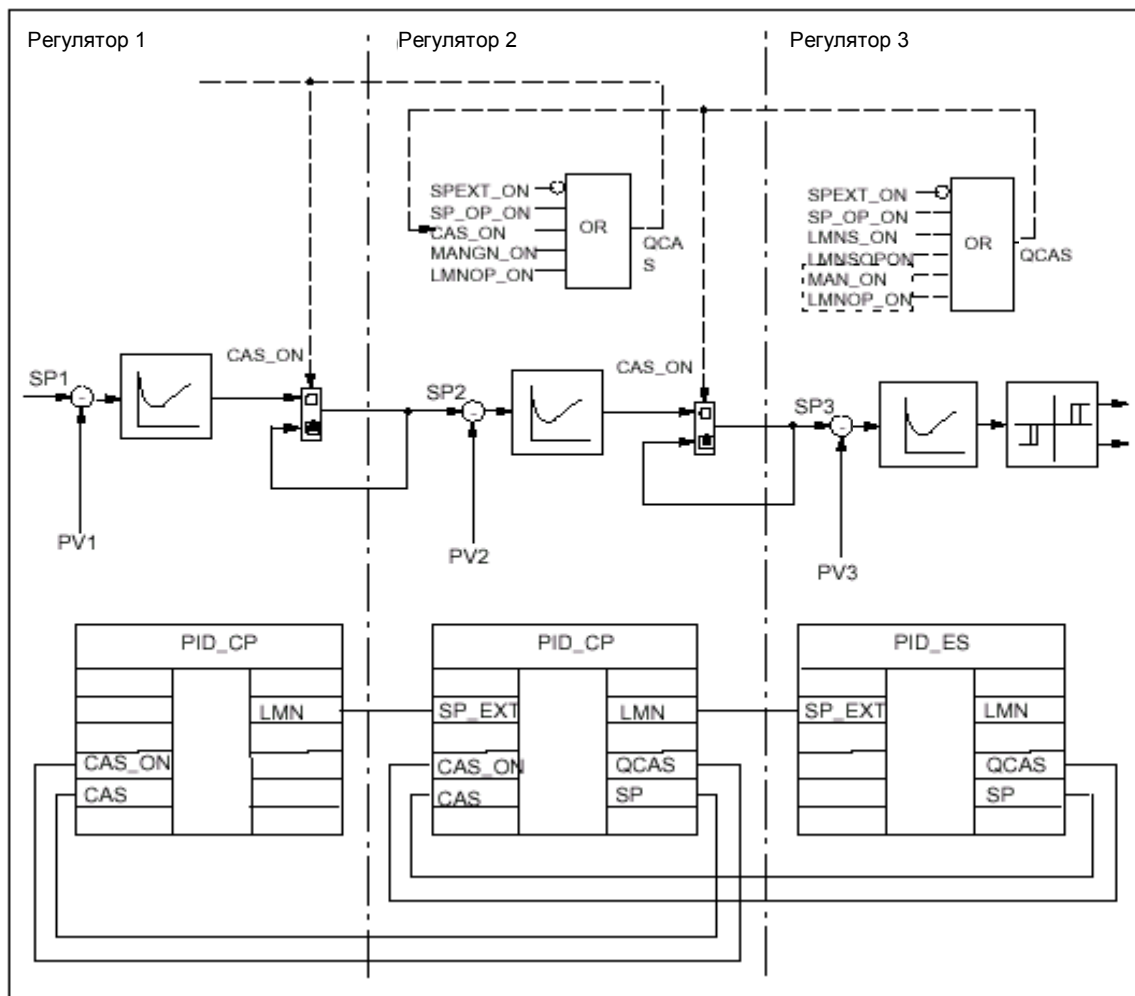 Регулятор 1
Регулятор 2
Регулятор 3
SPEXT_ON
SP_OP_ON
CAS_ON
MANGN_ON
LMNOP_ON
OR
QCA
S
SPEXT_ON
SP_OP_ON
LMNS_ON
LMNSOPON
MAN_ON
LMNOP_ON
OR
QCAS
CAS_ON
CAS_ON
SP1
SP2
SP3
PV1
PV2
PV3
PID_CP
LMN
CAS_ON
CAS
PID_CP
SP_EXT
LMN
CAS_ON
QCAS
CAS
SP
PID_ES
SP_EXT
LMN
QCAS
SP